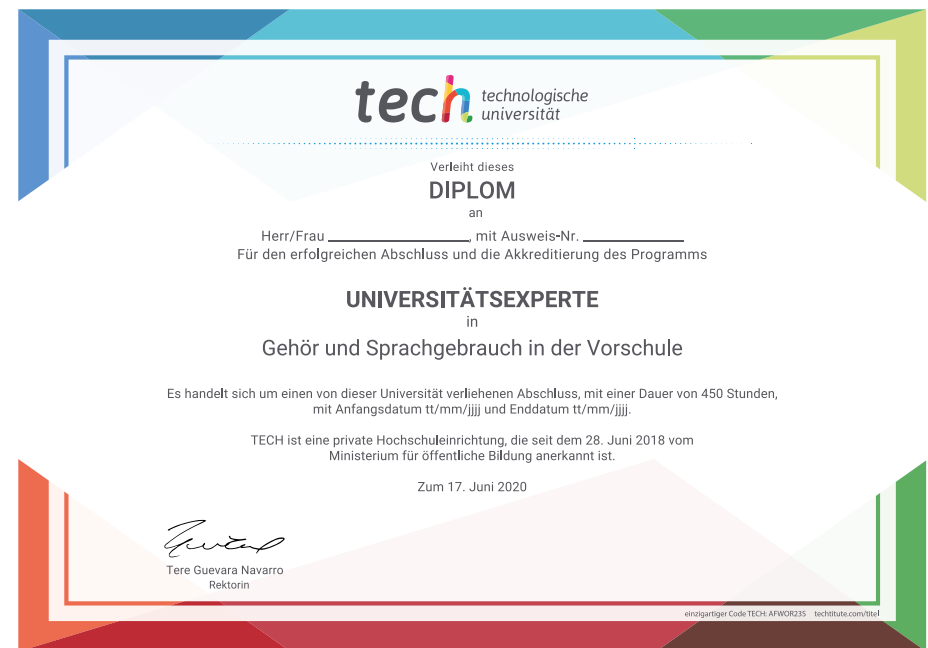 tech technologische
universität
Verleiht dieses
DIPLOM
an
Herr/Frau ____________________, mit Ausweis-Nr. ______________
Für den erfolgreichen Abschluss und die Akkreditierung des Programms
UNIVERSITÄTSEXPERTE
in
Gehör und Sprachgebrauch in der Vorschule
Es handelt sich um einen von dieser Universität verliehenen Abschluss, mit einer Dauer von 450 Stunden,
mit Anfangsdatum tt/mm/jjjj und Enddatum tt/mm/jjjj.
TECH ist eine private Hochschuleinrichtung, die seit dem 28. Juni 2018 vom
Ministerium für öffentliche Bildung anerkannt ist.
Zum 17. Juni 2020
Tere Guevara Navarro
Rektorin
einzigartiger Code TECH: AFWOR23S techtitute.com/titel